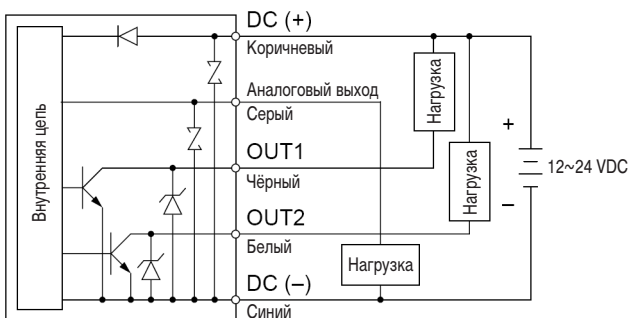 DC (+)
Коричневый
Аналоговый выход
Серый
OUT1
Чёрный
OUT2
Белый
DC (–)
Синий
Внутренняя цепь
Нагрузка
Нагрузка
Нагрузка
+
12~24 VDC
–